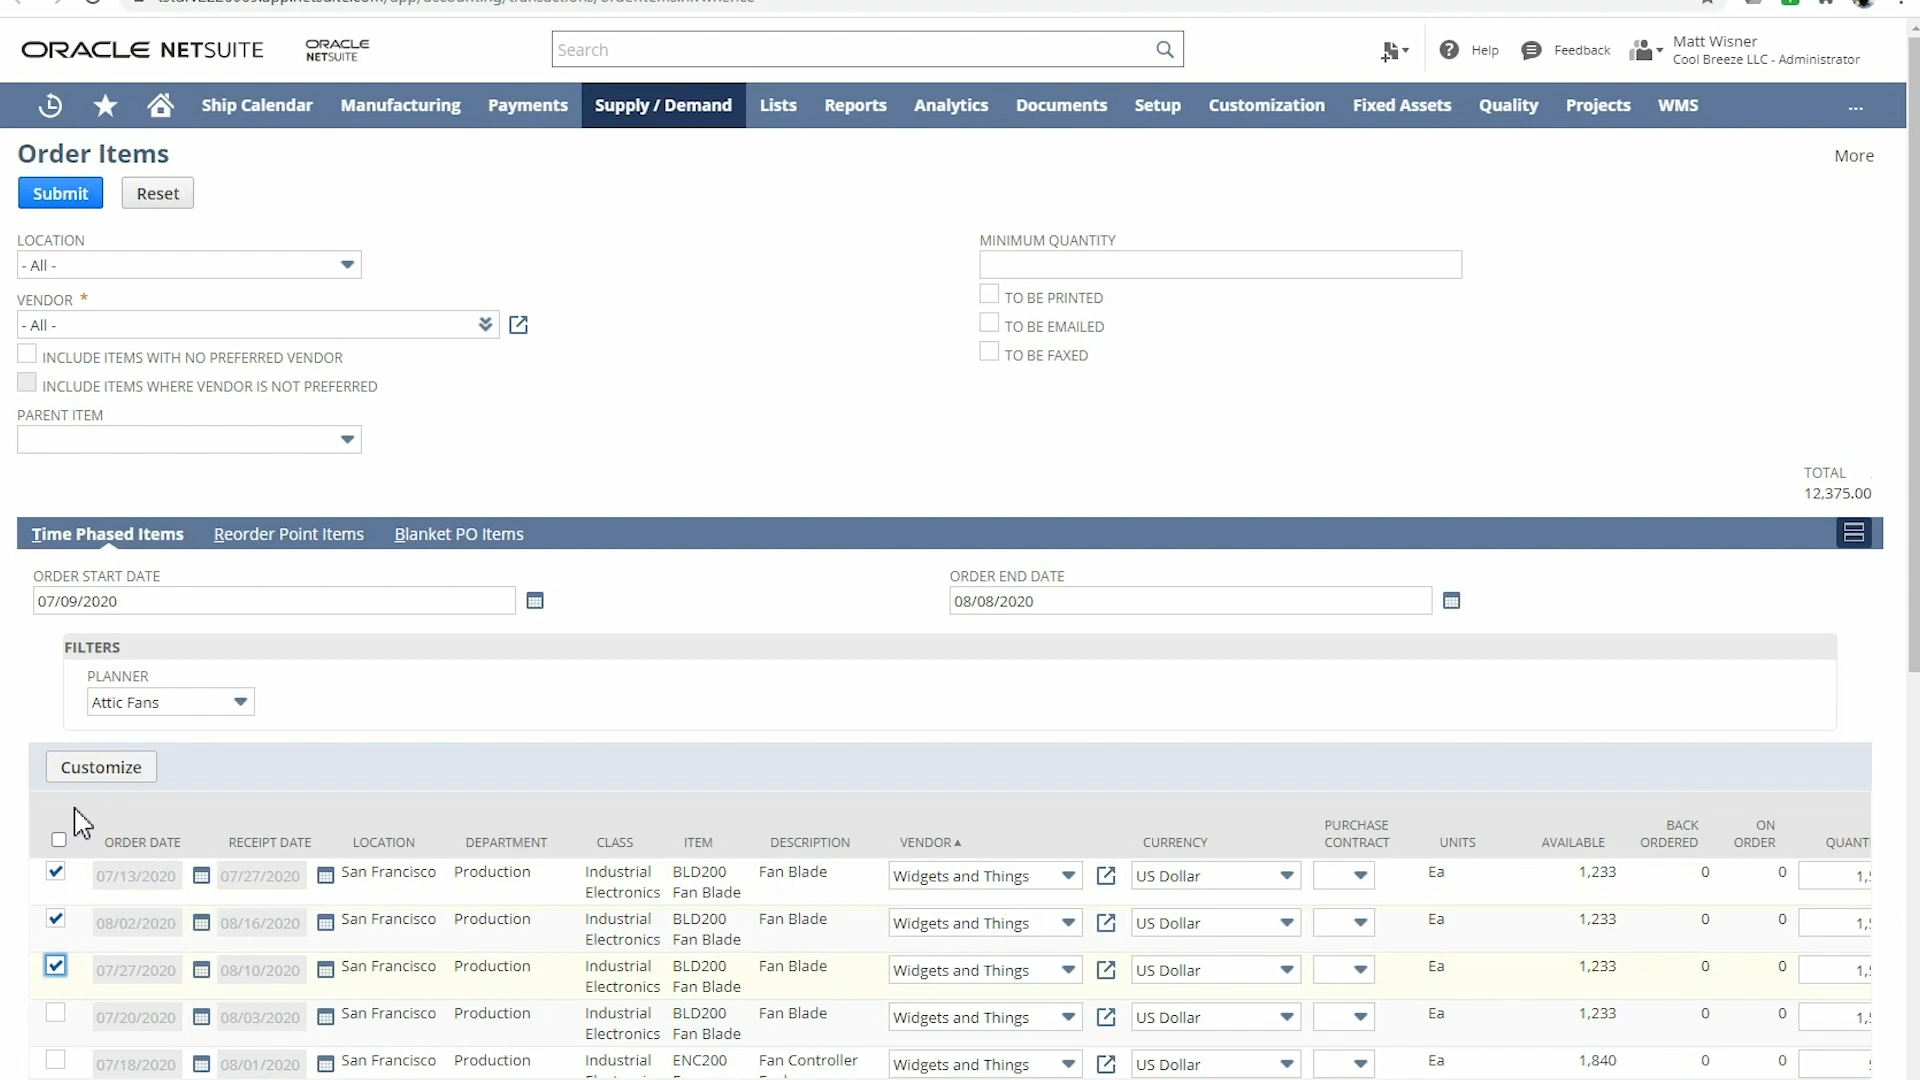 ORACLE NETSUITE
ORACLE
NETSUITE
Search
Help
Feedback
Matt Wisner
Cool Breeze LLC - Administrator
Ship Calendar Manufacturing Payments Supply / Demand Lists Reports Analytics Documents Setup Customization Fixed Assets Quality Projects WMS ...
Order Items
More
Submit Reset
LOCATION
- All -
VENDOR *
- All -
INCLUDE ITEMS WITH NO PREFERRED VENDOR
INCLUDE ITEMS WHERE VENDOR IS NOT PREFERRED
PARENT ITEM
MINIMUM QUANTITY
TO BE PRINTED
TO BE EMAILED
TO BE FAXED
TOTAL
12,375.00
Time Phased Items Reorder Point Items Blanket PO Items
ORDER START DATE
07/09/2020
ORDER END DATE
08/08/2020
FILTERS
PLANNER
Attic Fans
Customize
ORDER DATE RECEIPT DATE LOCATION DEPARTMENT CLASS ITEM DESCRIPTION VENDOR CURRENCY PURCHASE CONTRACT UNITS AVAILABLE BACK ORDERED ON ORDER
07/13/2020 07/27/2020 San Francisco Production Industrial Electronics BLD200 Fan Blade Fan Blade Widgets and Things US Dollar Ea 1,233 0 0
08/02/2020 08/16/2020 San Francisco Production Industrial Electronics BLD200 Fan Blade Fan Blade Widgets and Things US Dollar Ea 1,233 0 0
07/27/2020 08/10/2020 San Francisco Production Industrial Electronics BLD200 Fan Blade Fan Blade Widgets and Things US Dollar Ea 1,233 0 0
07/20/2020 08/03/2020 San Francisco Production Industrial Electronics BLD200 Fan Blade Fan Blade Widgets and Things US Dollar Ea 1,233 0 0
07/18/2020 08/01/2020 San Francisco Production Industrial ENC200 Fan Controller Widgets and Things US Dollar Ea 1,840 0 0